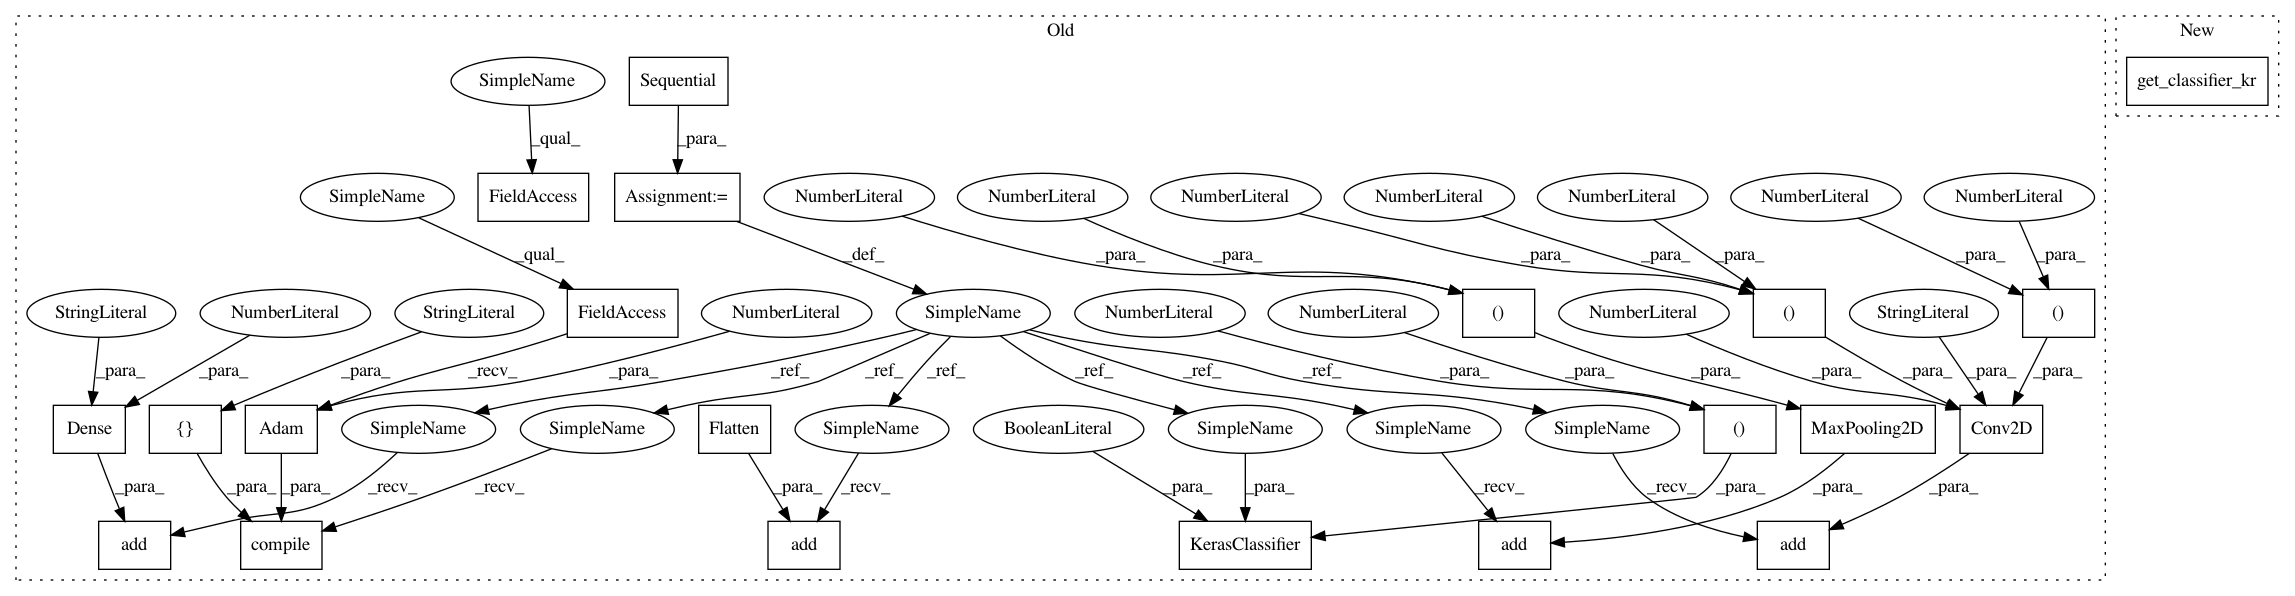 Old
New
SimpleName
Sequential
get_classifier_kr
_qual_
_para_
SimpleName
FieldAccess
Assignment:=
NumberLiteral
NumberLiteral
NumberLiteral
NumberLiteral
NumberLiteral
NumberLiteral
NumberLiteral
_qual_
_def_
_para_
_para_
_para_
_para_
_para_
_para_
StringLiteral
NumberLiteral
StringLiteral
FieldAccess
NumberLiteral
SimpleName
NumberLiteral
NumberLiteral
()
NumberLiteral
()
StringLiteral
()
_para_
_para_
_para_
_recv_
_para_
_ref_
_ref_
_ref_
_ref_
_ref_
_para_
_ref_
_para_
_para_
_para_
_para_
_para_
_para_
Dense
{}
Adam
SimpleName
SimpleName
Flatten
SimpleName
BooleanLiteral
SimpleName
SimpleName
SimpleName
()
MaxPooling2D
Conv2D
_para_
_para_
_para_
_recv_
_recv_
_para_
_recv_
_para_
_para_
_recv_
_recv_
_para_
_para_
_para_
add
compile
add
KerasClassifier
add
add